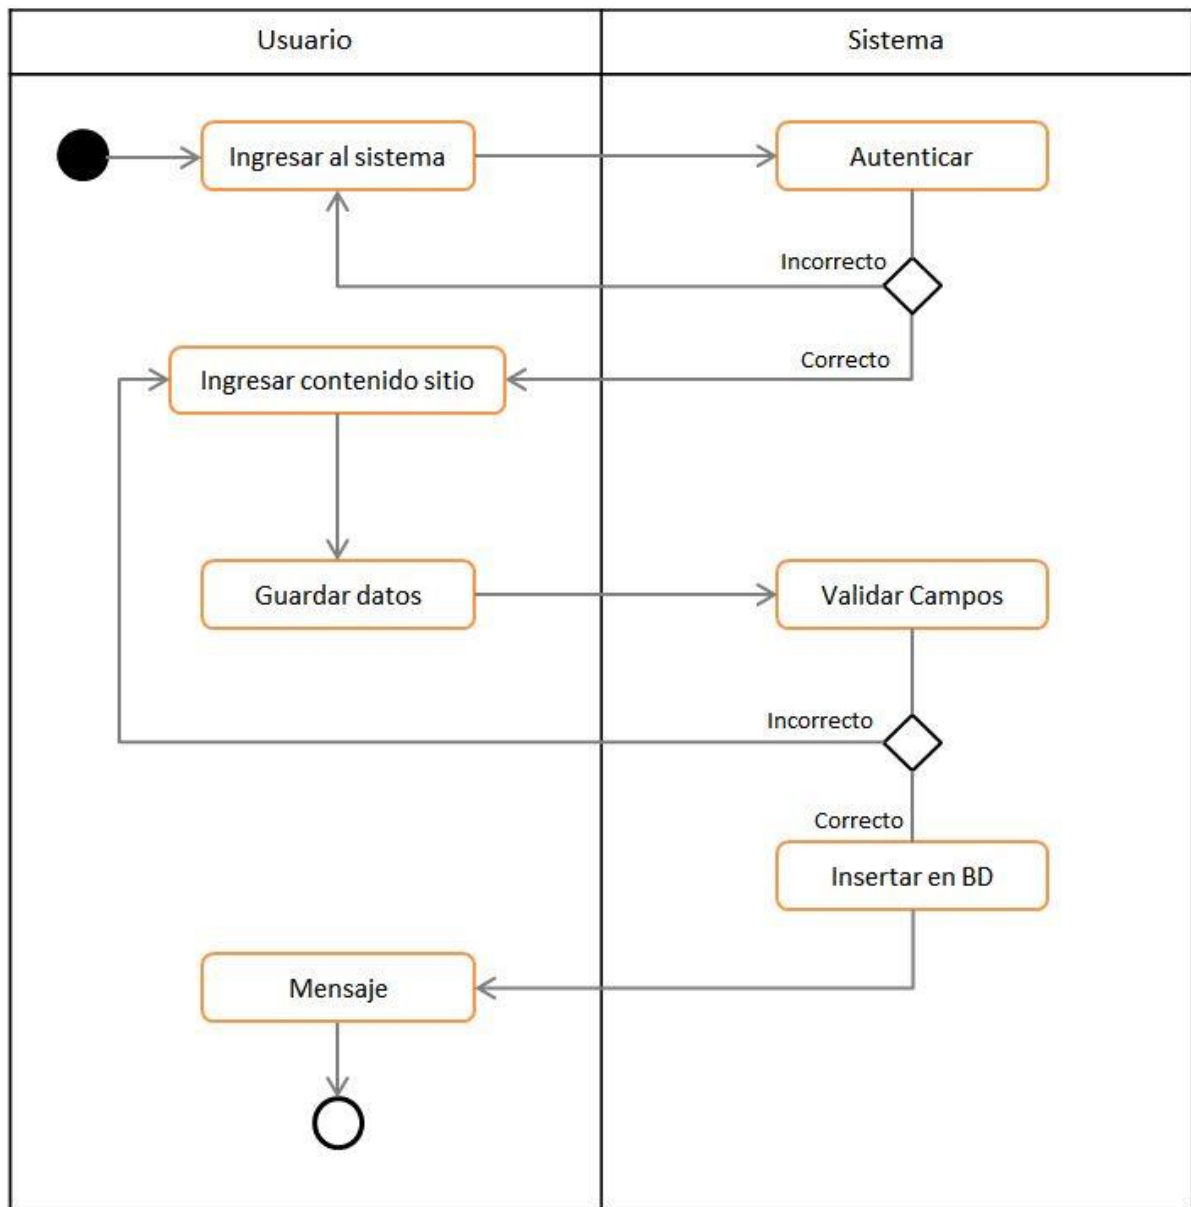 Usuario
Sistema
Ingresar al sistema
Autenticar
Incorrecto
Correcto
Ingresar contenido sitio
Guardar datos
Validar Campos
Incorrecto
Correcto
Insertar en BD
Mensaje